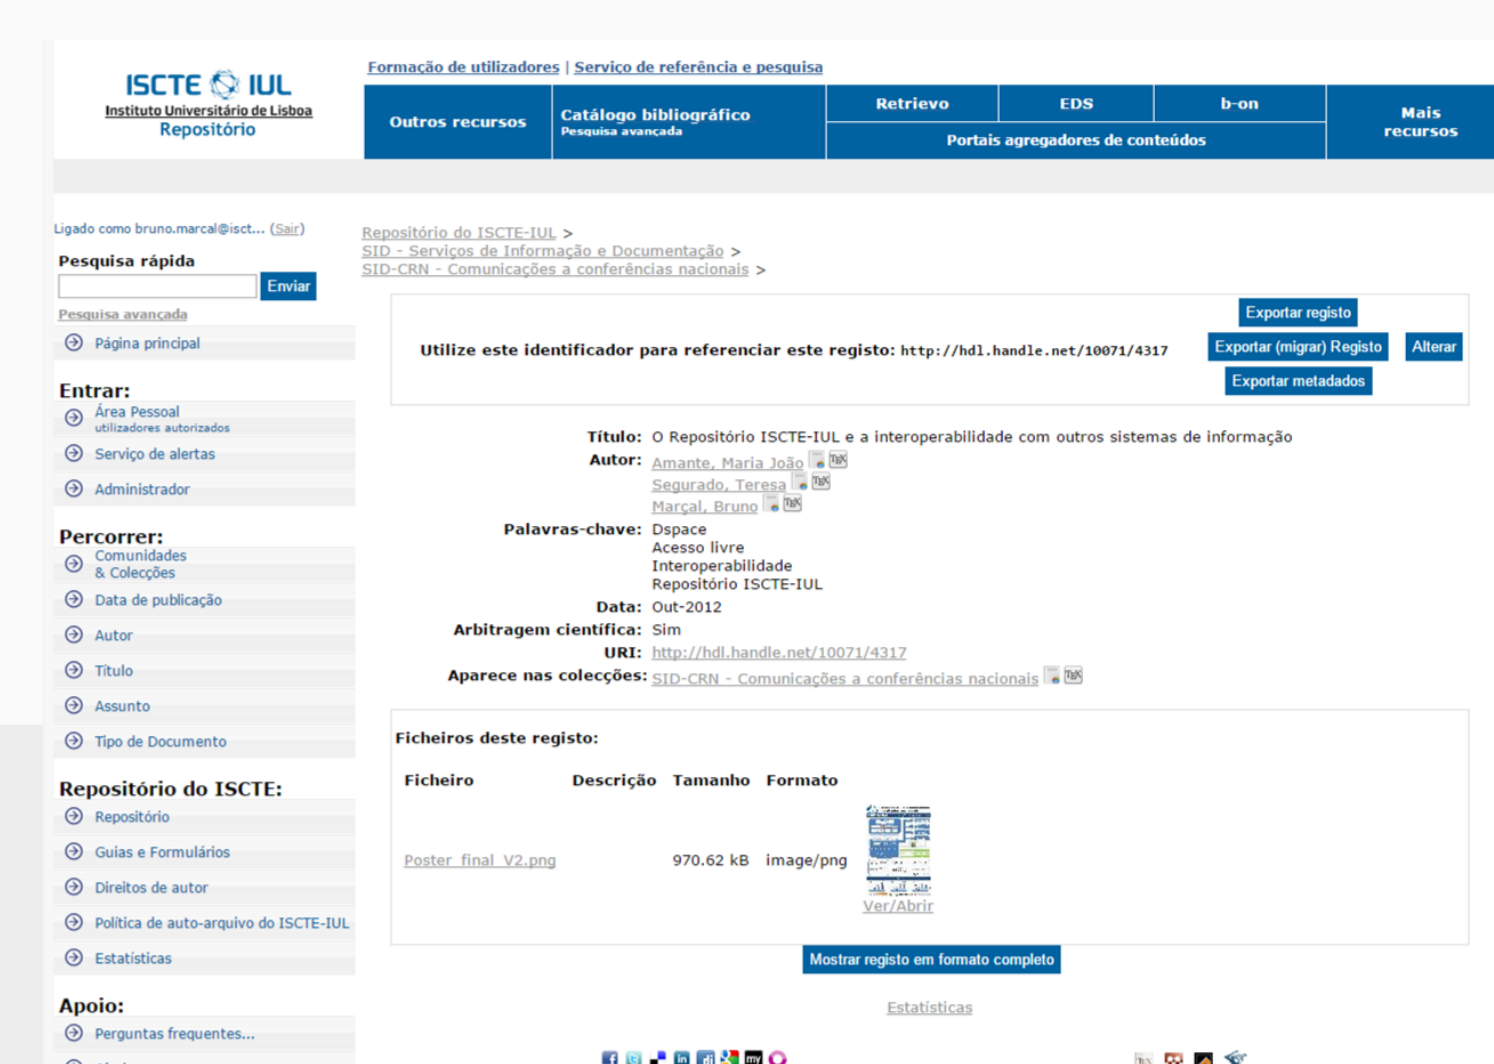 ISCTE IUL
Instituto Universitário de Lisboa
Repositório
Formação de utilizadores | Serviço de referência e pesquisa
Outros recursos
Catálogo bibliográfico
Pesquisa avançada
Retrievo
EDS
b-on
Portais agregadores de conteúdos
Mais
recursos
Ligado como bruno.marcal@isct... (Sair)
Pesquisa rápida
Enviar
Pesquisa avançada
Página principal
Entrar:
Área Pessoal
utilizadores autorizados
Serviço de alertas
Administrador
Percorrer:
Comunidades
& Colecções
Data de publicação
Autor
Título
Assunto
Tipo de Documento
Repositório do ISCTE:
Repositório
Guias e Formulários
Direitos de autor
Política de auto-arquivo do ISCTE-IUL
Estatísticas
Apoio:
Perguntas frequentes...
Repositório do ISCTE-IUL >
SID - Serviços de Informação e Documentação >
SID-CRN - Comunicações a conferências nacionais >
Utilize este identificador para referenciar este registo: http://hdl.handle.net/10071/4317
Exportar registo
Exportar (migrar) Registo
Alterar
Exportar metadados
Título: O Repositório ISCTE-IUL e a interoperabilidade com outros sistemas de informação
Autor: Amante, Maria João
Segurado, Teresa
Marçal, Bruno
Palavras-chave: Dspace
Acesso livre
Interoperabilidade
Repositório ISCTE-IUL
Data: Out-2012
Arbitragem científica: Sim
URI: http://hdl.handle.net/10071/4317
Aparece nas colecções: SID-CRN - Comunicações a conferências nacionais
Ficheiros deste registo:
Ficheiro Descrição Tamanho Formato
Poster_final_V2.png 970.62 kB image/png
Ver/Abrir
Mostrar registo em formato completo
Estatísticas